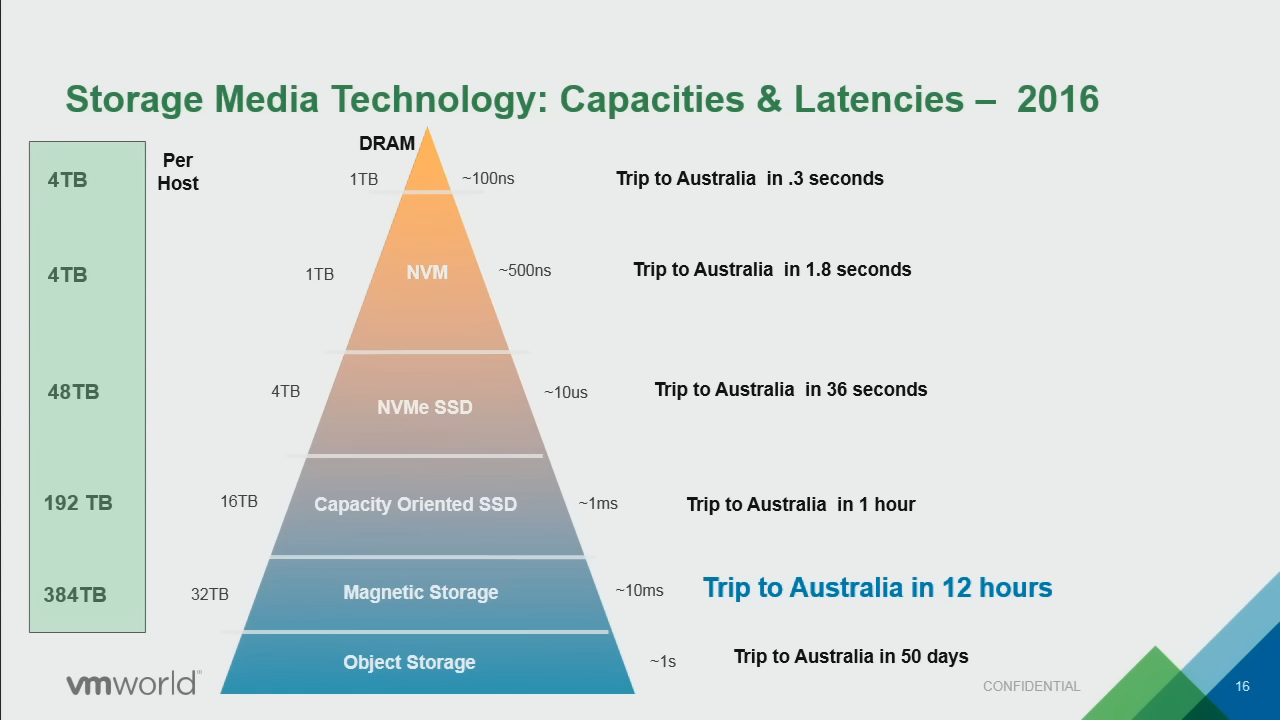 Storage Media Technology: Capacities & Latencies – 2016
DRAM
Per
Host
4TB
1TB
~100ns
Trip to Australia in .3 seconds
4TB
1TB
NVM
~500ns
Trip to Australia in 1.8 seconds
48TB
4TB
NVMe SSD
~10us
Trip to Australia in 36 seconds
192 TB
16TB
Capacity Oriented SSD
~1ms
Trip to Australia in 1 hour
384TB
32TB
Magnetic Storage
~10ms
Trip to Australia in 12 hours
Object Storage
~1s
Trip to Australia in 50 days
vmworld®
CONFIDENTIAL
16